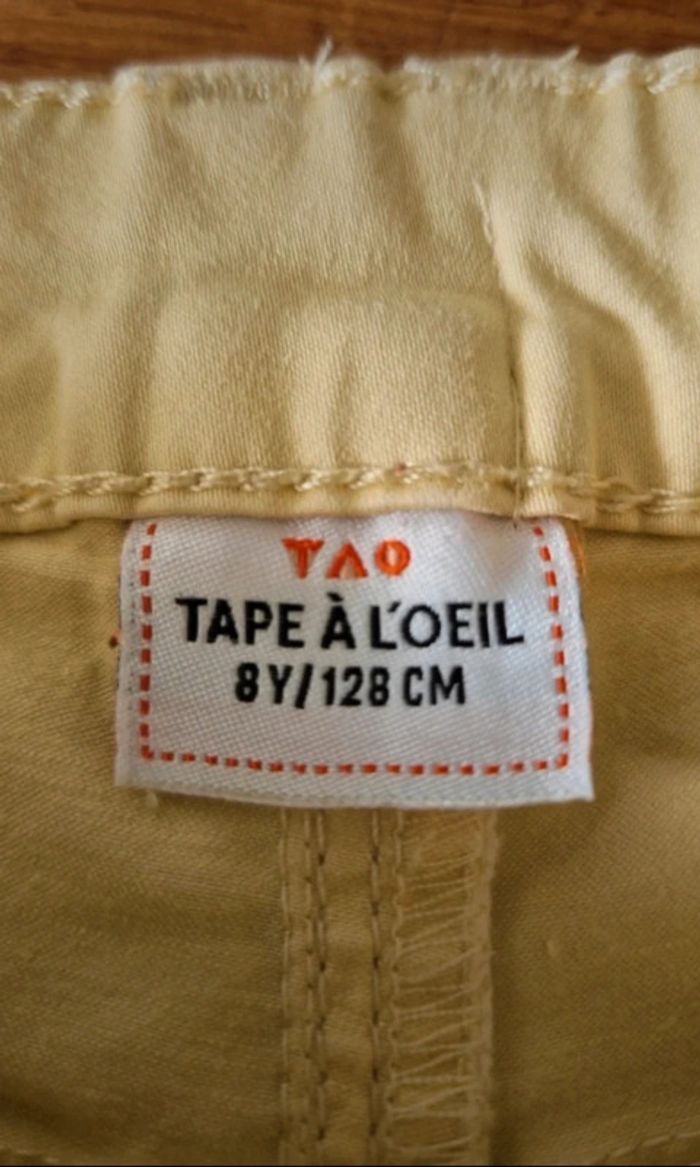 TAO
TAPE À L'OEIL
8Y/128 CM